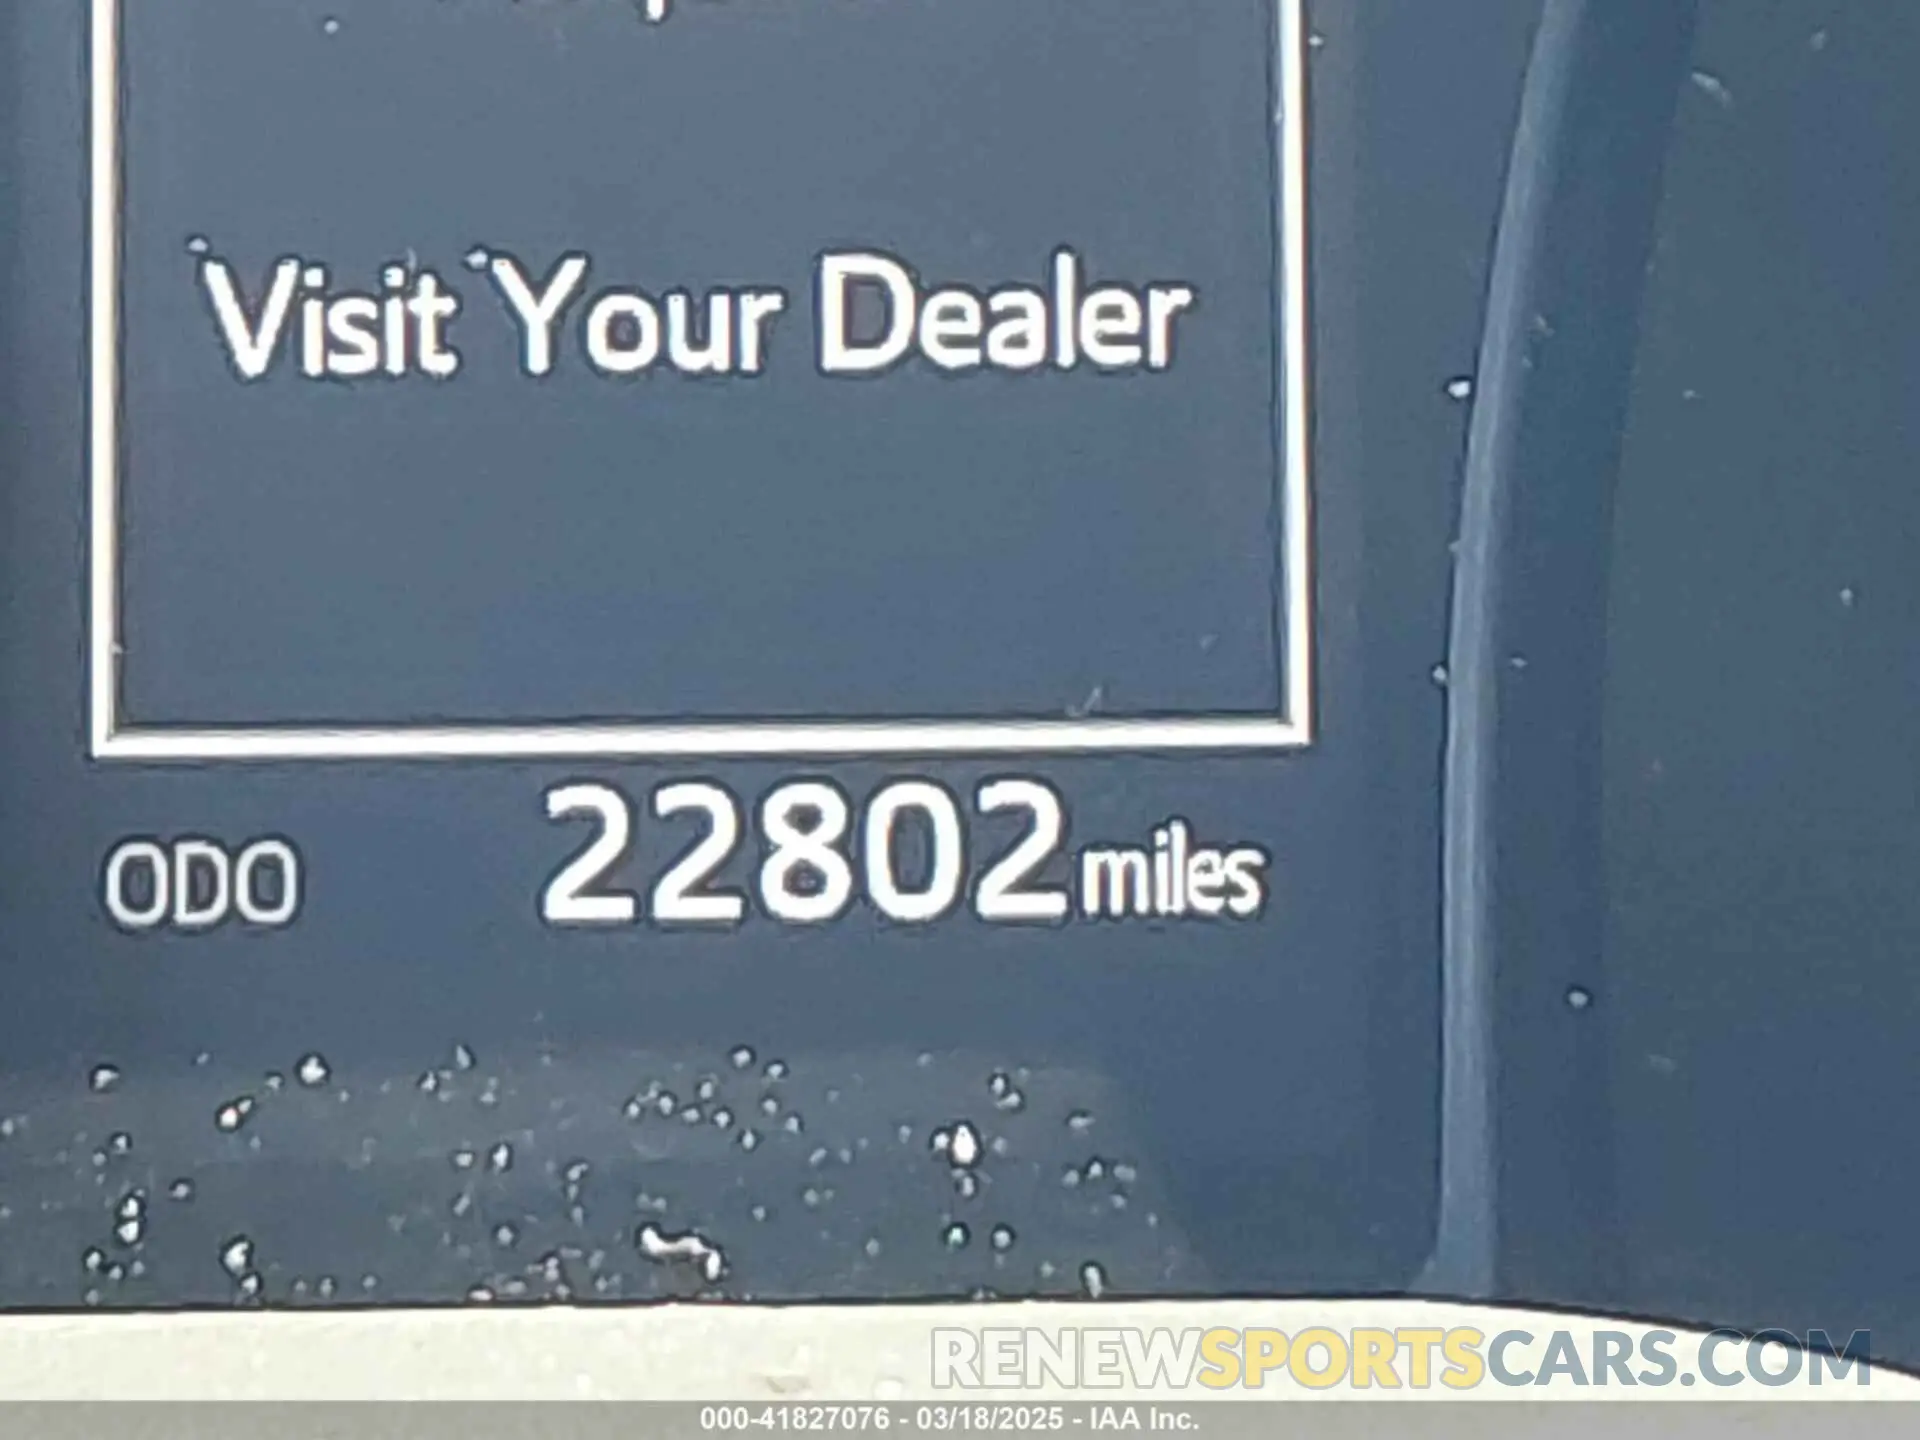 Visit Your Dealer
ODO 22802 miles
RENEWSPORTSCARS.COM
000-41827076 - 03/18/2025 - IAA Inc.